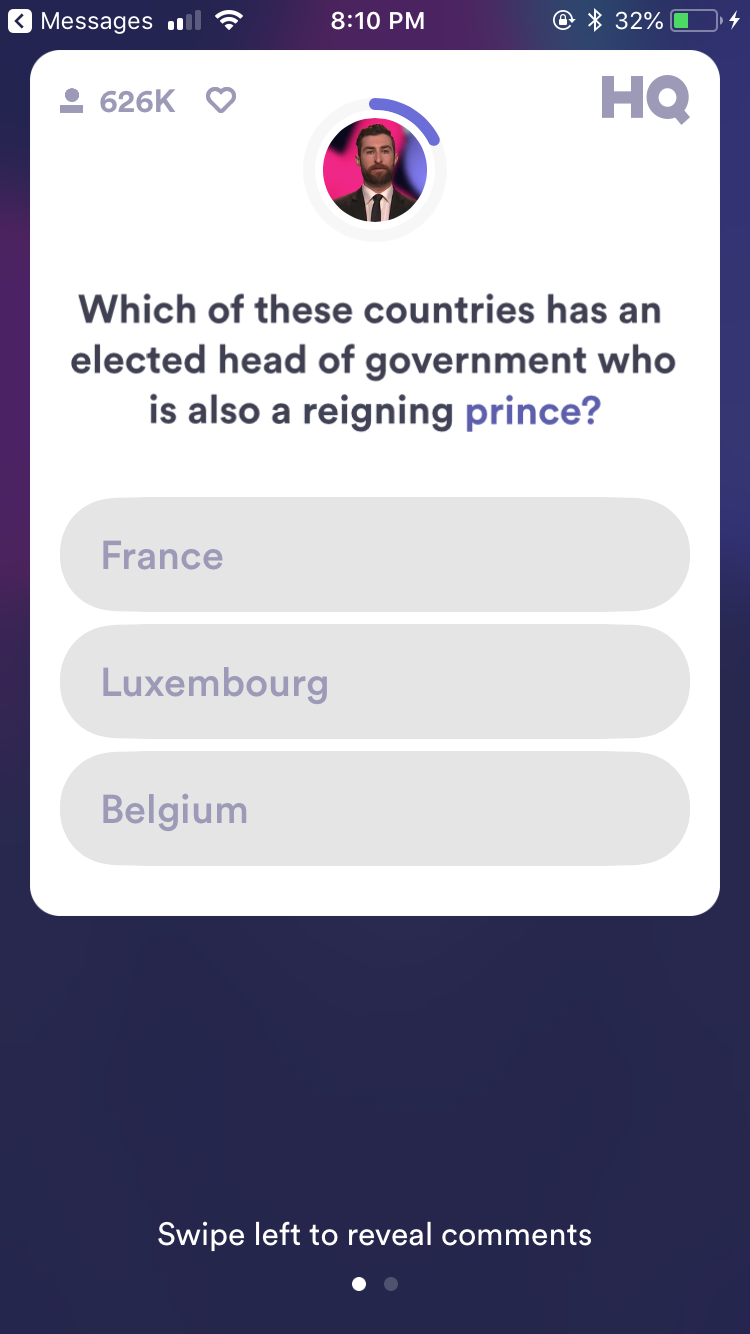 Messages 8:10 PM 32%
626K HQ
Which of these countries has an
elected head of government who
is also a reigning prince?
France
Luxembourg
Belgium
Swipe left to reveal comments